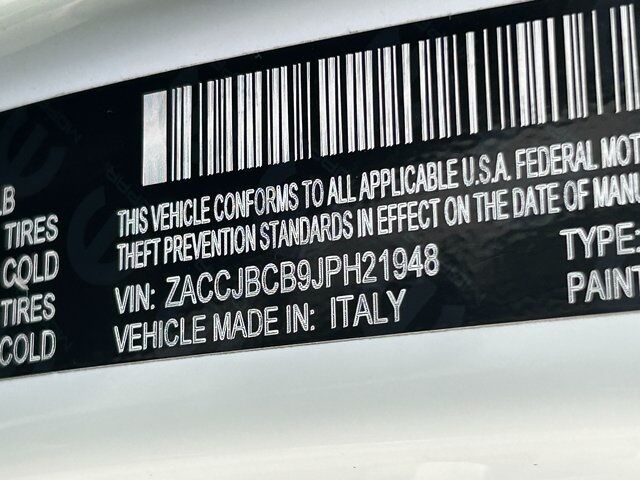 LB
TIRES
COLD
TIRES
COLD
THIS VEHICLE CONFORMS TO ALL APPLICABLE U.S.A. FEDERAL MOT
THEFT PREVENTION STANDARDS IN EFFECT ON THE DATE OF MANU
VIN: ZACCJBCB9JPH21948
TYPE:
VEHICLE MADE IN: ITALY
PAINT